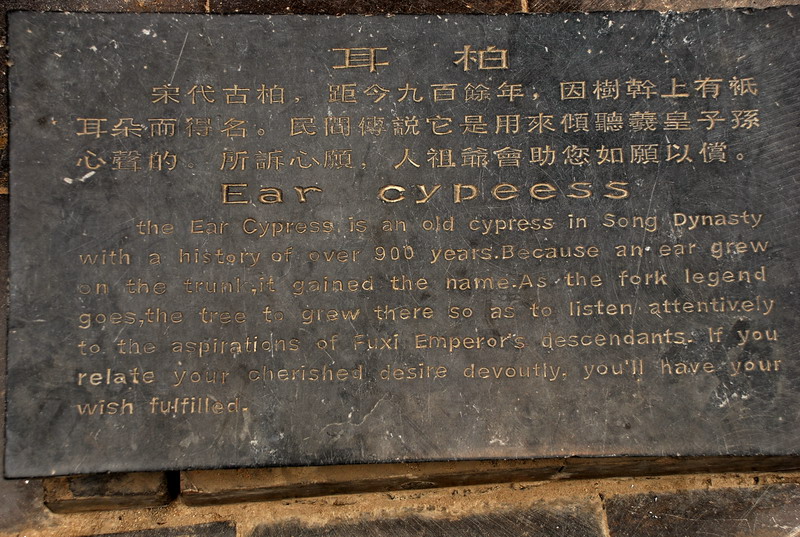 耳 柏
宋代古柏，距今九百餘年，因樹幹上有衹
耳朵而得名。民間傳説它是用來傾聽羲皇子孫
心聲的。所訴心願，人祖爺會助您如願以償。
Ear cypeess
the Ear Cypress is an old cypress in Song Dynasty
with a history of over 900 years.Because an ear grew
on the trunk,it gained the name.As the fork legend
goes,the tree to grew there so as to listen attentively
to the aspirations of Fuxi Emperor's descendants. If you
relate your cherished desire devoutly, you'll have your
wish fulfilled.